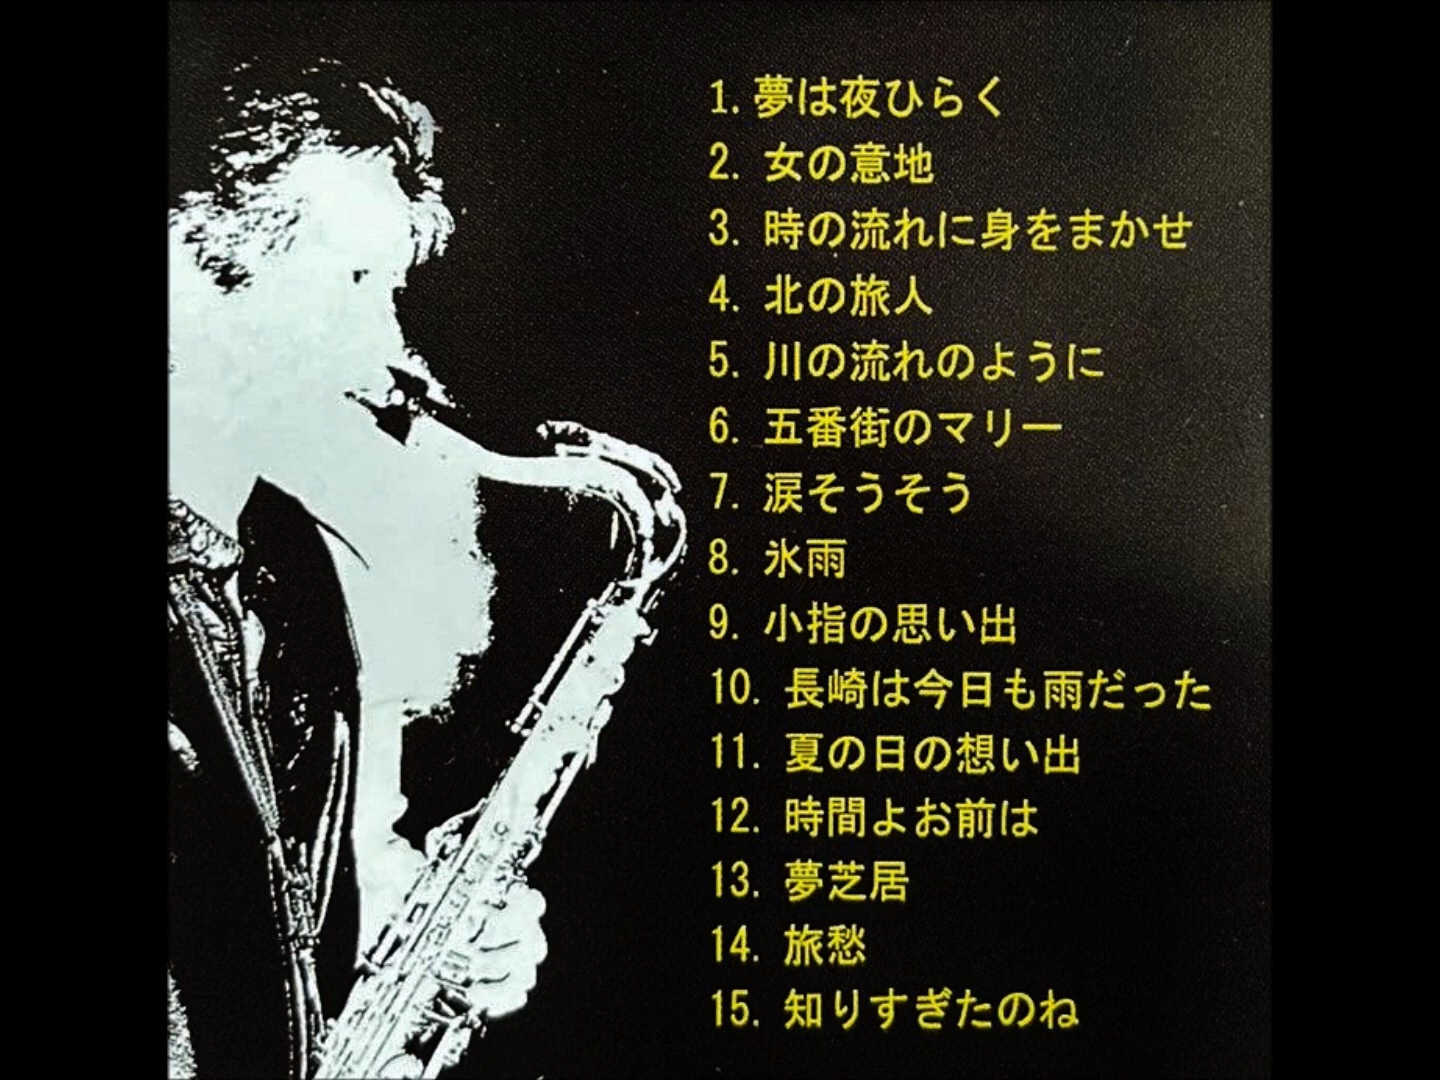 1. 夢は夜ひらく
2. 女の意地
3. 時の流れに身をまかせ
4. 北の旅人
5. 川の流れのように
6. 五番街のマリー
7. 涙そうそう
8. 氷雨
9. 小指の思い出
10. 長崎は今日も雨だった
11. 夏の日の想い出
12. 時間よお前は
13. 夢芝居
14. 旅愁
15. 知りすぎたのね